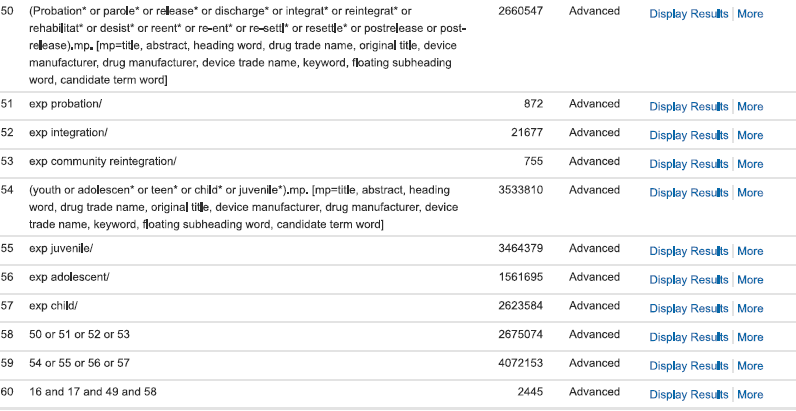 50 (Probation* or parole* or release* or discharge* or integrat* or reintegrat* or 2660547 Advanced Display Results | More
rehabilitat* or desist* or reent* or re-ent* or re-settl* or resettle* or postrelease or post-
release).mp. [mp=title, abstract, heading word, drug trade name, original title, device
manufacturer, drug manufacturer, device trade name, keyword, floating subheading
word, candidate term word]
51 exp probation/ 872 Advanced Display Results | More
52 exp integration/ 21677 Advanced Display Results | More
53 exp community reintegration/ 755 Advanced Display Results | More
54 (youth or adolescen* or teen* or child* or juvenile*).mp. [mp=title, abstract, heading 3533810 Advanced Display Results | More
word, drug trade name, original title, device manufacturer, drug manufacturer, device
trade name, keyword, floating subheading word, candidate term word]
55 exp juvenile/ 3464379 Advanced Display Results | More
56 exp adolescent/ 1561695 Advanced Display Results | More
57 exp child/ 2623584 Advanced Display Results | More
58 50 or 51 or 52 or 53 2675074 Advanced Display Results | More
59 54 or 55 or 56 or 57 4072153 Advanced Display Results | More
60 16 and 17 and 49 and 58 2445 Advanced Display Results | More